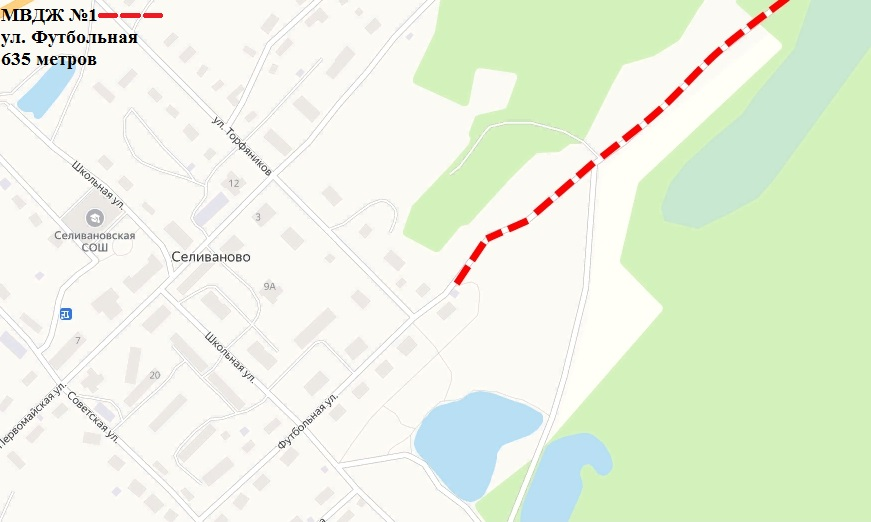 МВДЖ №1
ул. Футбольная
635 метров
ул. Торфяников
Школьная ул.
12
3
Селивановская
СОШ
Селиваново
9А
7
Школьная ул.
20
Первомайская ул.
Советская ул.
Футбольная ул.